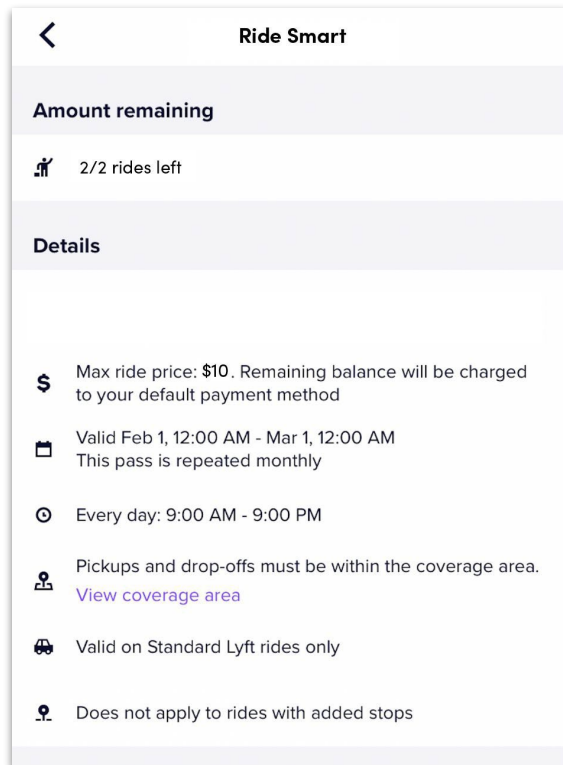 Ride Smart
Amount remaining
2/2 rides left
Details
Max ride price: $10. Remaining balance will be charged
to your default payment method
Valid Feb 1, 12:00 AM - Mar 1, 12:00 AM
This pass is repeated monthly
Every day: 9:00 AM - 9:00 PM
Pickups and drop-offs must be within the coverage area.
View coverage area
Valid on Standard Lyft rides only
Does not apply to rides with added stops